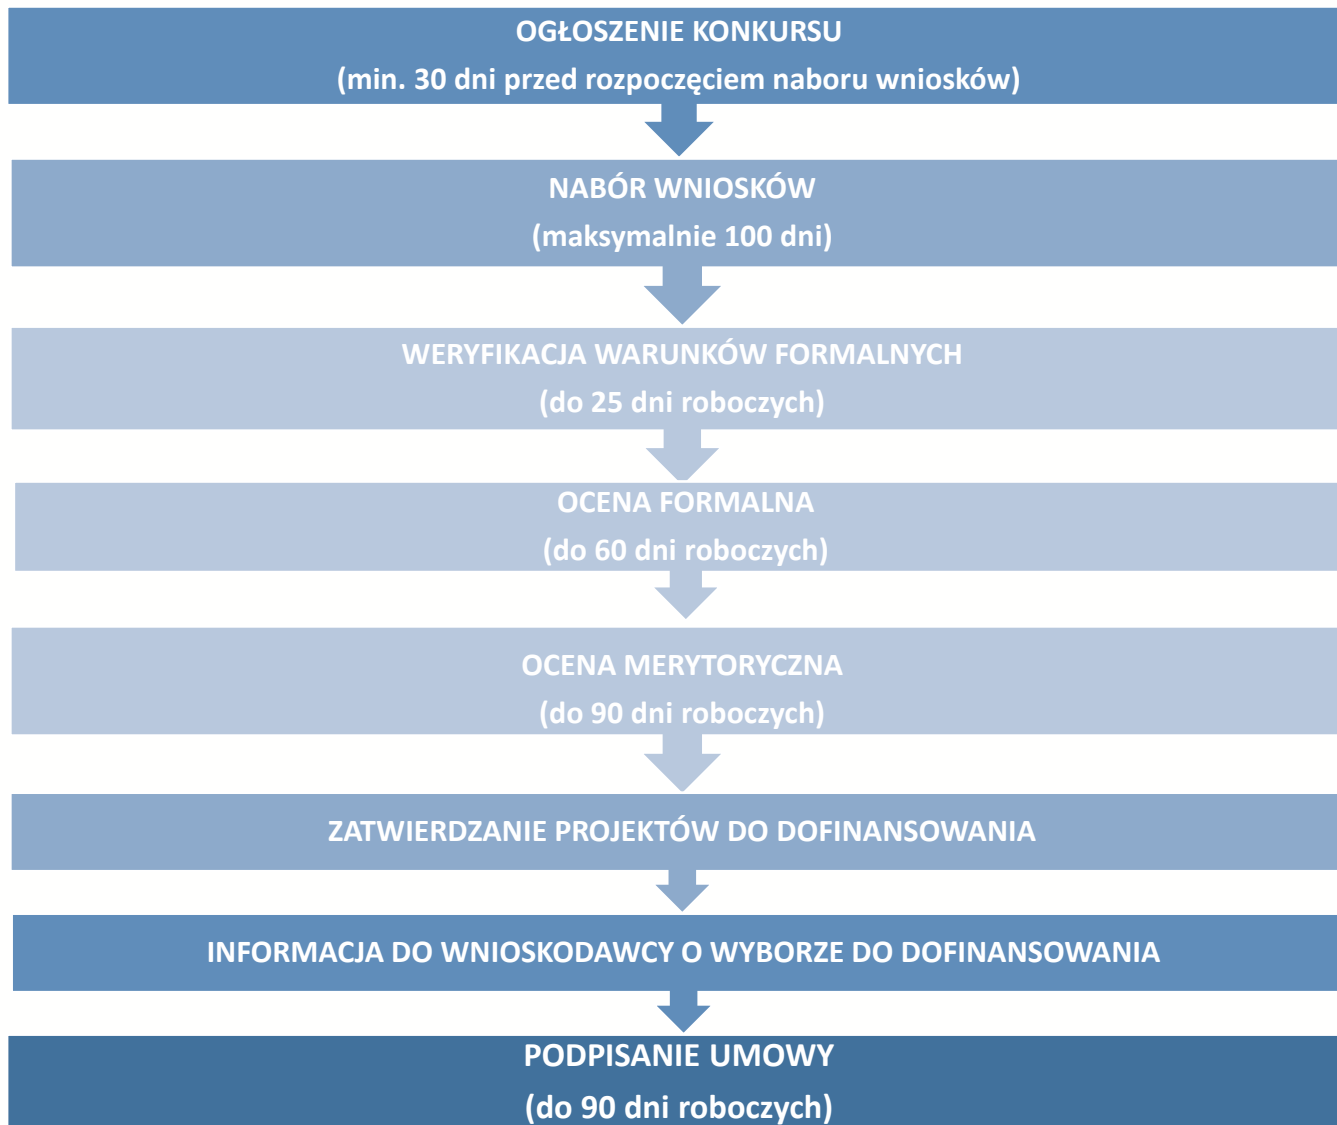 OGŁOSZENIE KONKURSU
(min. 30 dni przed rozpoczęciem naboru wniosków)
NABÓR WNIOSKÓW
(maksymalnie 100 dni)
WERYFIKACJA WARUNKÓW FORMALNYCH
(do 25 dni roboczych)
OCENA FORMALNA
(do 60 dni roboczych)
OCENA MERYTORYCZNA
(do 90 dni roboczych)
ZATWIERDZANIE PROJEKTÓW DO DOFINANSOWANIA
INFORMACJA DO WNIOSKODAWCY O WYBORZE DO DOFINANSOWANIA
PODPISANIE UMOWY
(do 90 dni roboczych)